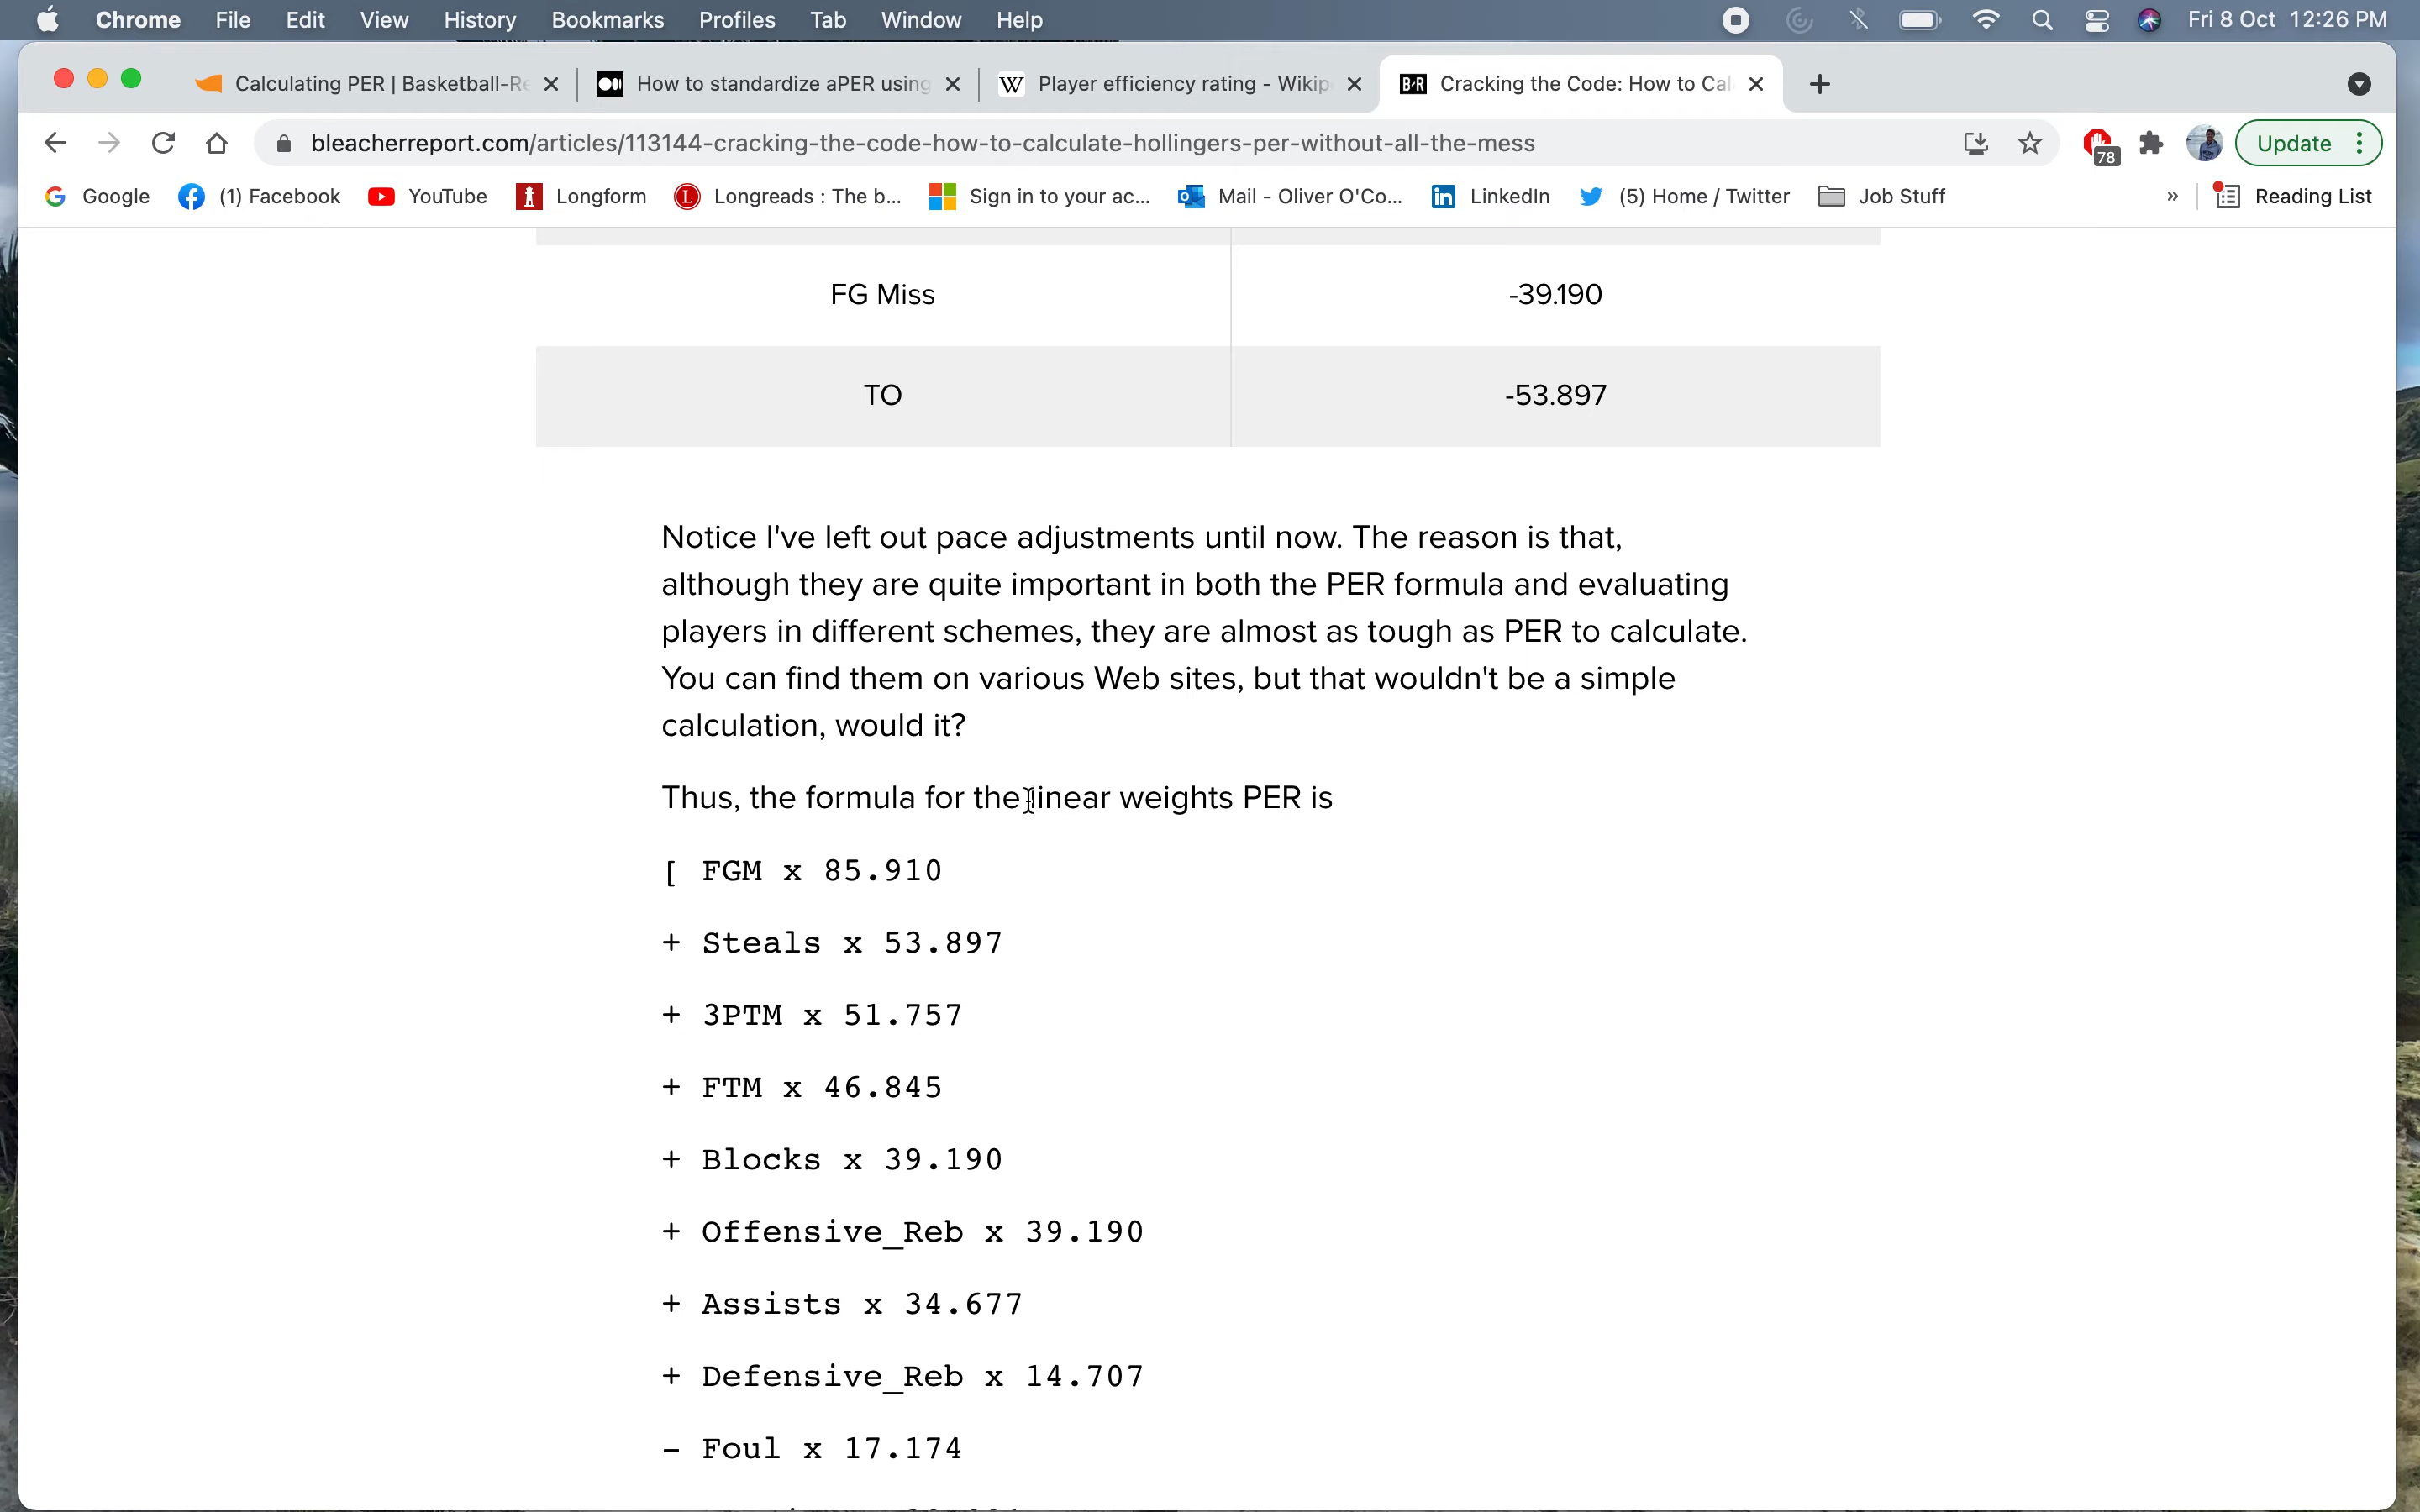 Chrome File Edit View History Bookmarks Profiles Tab Window Help Fri 8 Oct 12:26 PM
Calculating PER | Basketball-Re How to standardize aPER using Player efficiency rating - Wikip B·R Cracking the Code: How to Cal
bleacherreport.com/articles/113144-cracking-the-code-how-to-calculate-hollingers-per-without-all-the-mess 78 Update
Google (1) Facebook YouTube Longform Longreads : The b... Sign in to your ac... Mail - Oliver O'Co... LinkedIn (5) Home / Twitter Job Stuff » Reading List
FG Miss -39.190
TO -53.897
Notice I've left out pace adjustments until now. The reason is that,
although they are quite important in both the PER formula and evaluating
players in different schemes, they are almost as tough as PER to calculate.
You can find them on various Web sites, but that wouldn't be a simple
calculation, would it?
Thus, the formula for the linear weights PER is
[ FGM x 85.910
+ Steals x 53.897
+ 3PTM x 51.757
+ FTM x 46.845
+ Blocks x 39.190
+ Offensive_Reb x 39.190
+ Assists x 34.677
+ Defensive_Reb x 14.707
- Foul x 17.174